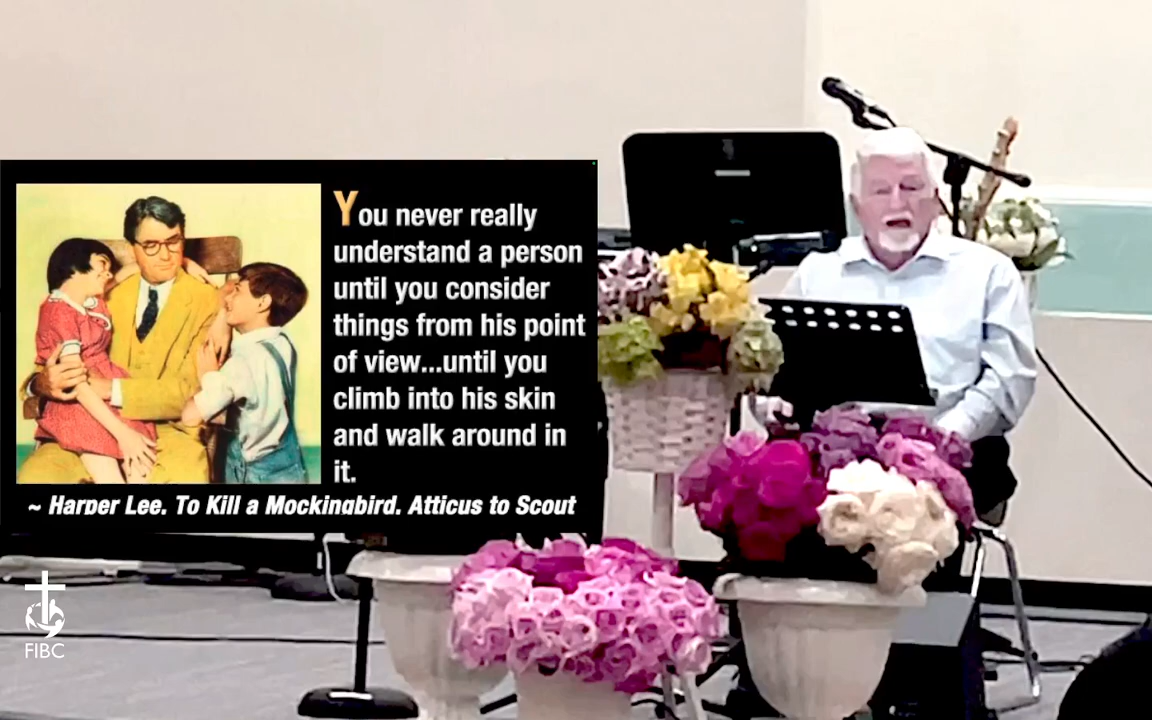 You never really
understand a person
until you consider
things from his point
of view...until you
climb into his skin
and walk around in
it.
~ Harper Lee. To Kill a Mockingbird. Atticus to Scout
FIBC